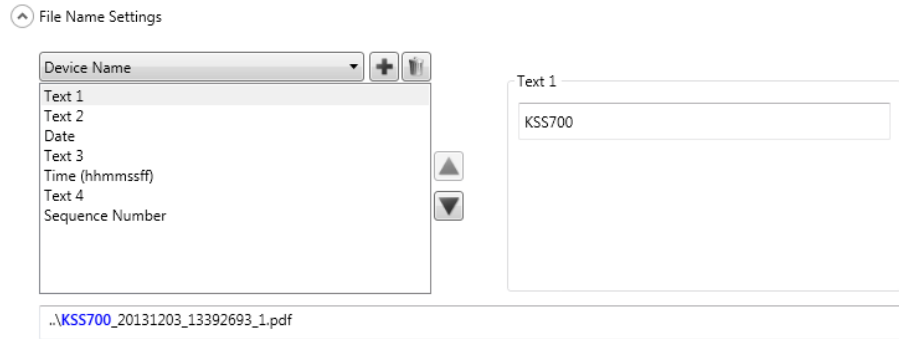 File Name Settings
Device Name
Text 1
Text 2
Date
Text 3
Time (hhmmssff)
Text 4
Sequence Number
Text 1
KSS700
..\KSS700_20131203_13392693_1.pdf